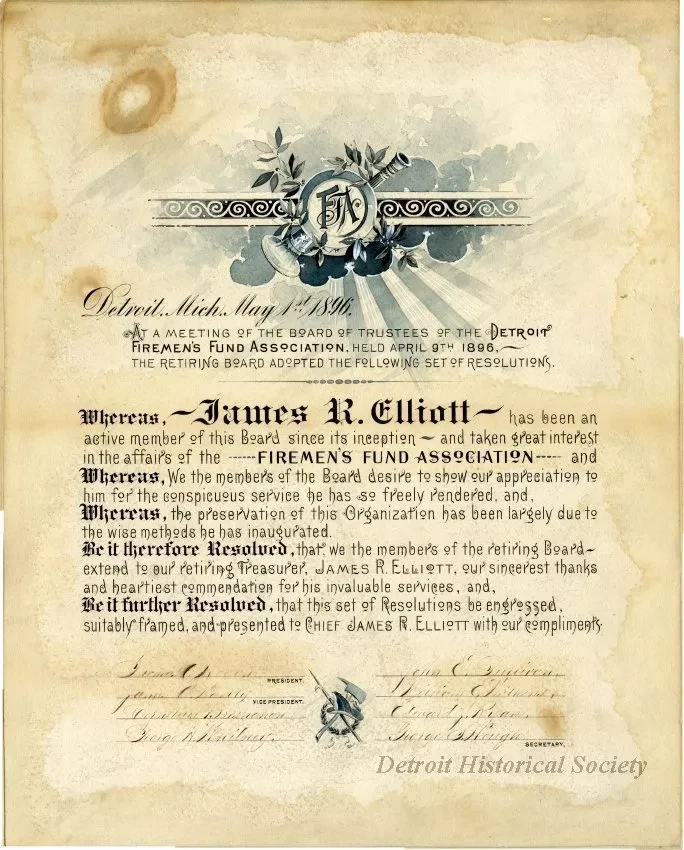 FFA
Detroit, Mich. May 1st 1896.
At a meeting of the Board of Trustees of the Detroit
Firemen's Fund Association, held April 9th 1896,
the retiring board adopted the following set of resolutions.
Whereas, ~James R. Elliott~ has been an
active member of this Board since its inception ~ and taken great interest
in the affairs of the ----- FIREMEN'S FUND ASSOCIATION ----- and
Whereas, We the members of the Board desire to show our appreciation to
him for the conspicuous service he has so freely rendered, and,
Whereas, the preservation of this Organization has been largely due to
the wise methods he has inaugurated.
Be it therefore Resolved, that, we the members of the retiring Board~
extend to our retiring Treasurer, JAMES R. ELLIOTT, our sincerest thanks
and heartiest commendation for his invaluable services, and,
Be it further Resolved, that this set of Resolutions be engrossed,
suitably framed, and presented to CHIEF JAMES R. ELLIOTT with our compliments
PRESIDENT.
VICE PRESIDENT.
Edward J.
George
George
SECRETARY.
Detroit Historical Society